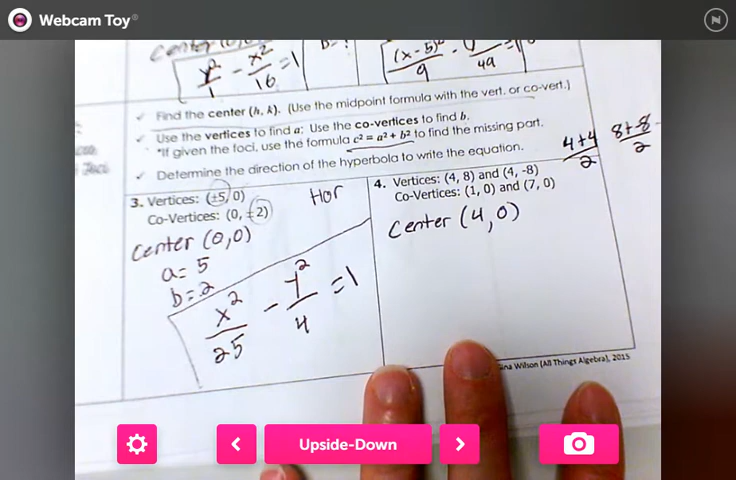 Webcam Toy
center (0,0)
y²/1 - x²/16 = 1
(x-5)²/9 - /49 = 1
✓ Find the center (h, k). (Use the midpoint formula with the vert. or co-vert.)
✓ Use the vertices to find a: Use the co-vertices to find b.
*If given the foci, use the formula c² = a² + b² to find the missing part.
✓ Determine the direction of the hyperbola to write the equation.
4+4/2 8+-8/2
3. Vertices: (±5, 0)
Co-Vertices: (0, ±2)
Hor
center (0,0)
a = 5
b = 2
x²/25 - y²/4 = 1
4. Vertices: (4, 8) and (4, -8)
Co-Vertices: (1, 0) and (7, 0)
center (4, 0)
Wilson (All Things Algebra), 2015
Upside-Down